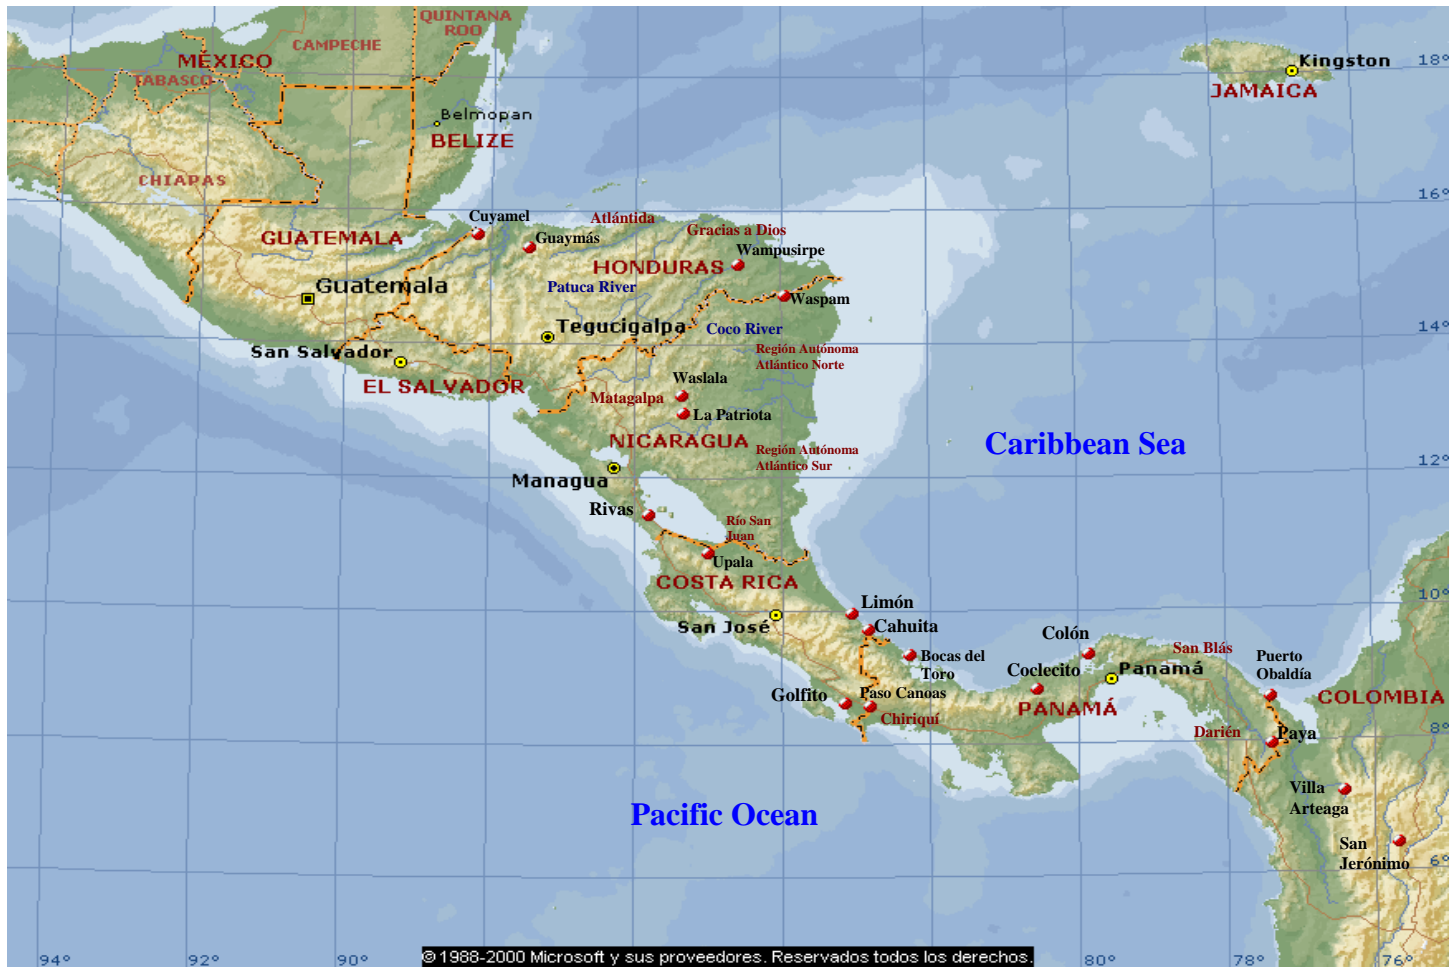 QUINTANA
ROO
CAMPECHE
MÉXICO
TABASCO
Kingston
18°
JAMAICA
Belmopan
BELIZE
CHIAPAS
16°
Cuyamel
Atlántida
Gracias a Dios
GUATEMALA
Guaymás
Wampusirpe
HONDURAS
Guatemala
Patuca River
Waspam
Tegucigalpa
Coco River
14°
San Salvador
Región Autónoma
Atlántico Norte
EL SALVADOR
Waslala
Matagalpa
La Patriota
NICARAGUA
Caribbean Sea
Región Autónoma
Atlántico Sur
12°
Managua
Rivas
Río San
Juan
Upala
COSTA RICA
10°
Limón
San José
Cahuita
Colón
San Blás
Bocas del
Toro
Coclecito
Panamá
Puerto
Obaldía
Golfito
Paso Canoas
Chiriquí
PANAMÁ
COLOMBIA
Darién
Paya
8°
Pacific Ocean
Villa
Arteaga
San
Jerónimo
6°
94°
92°
90°
© 1988-2000 Microsoft y sus proveedores. Reservados todos los derechos.
80°
78°
76°